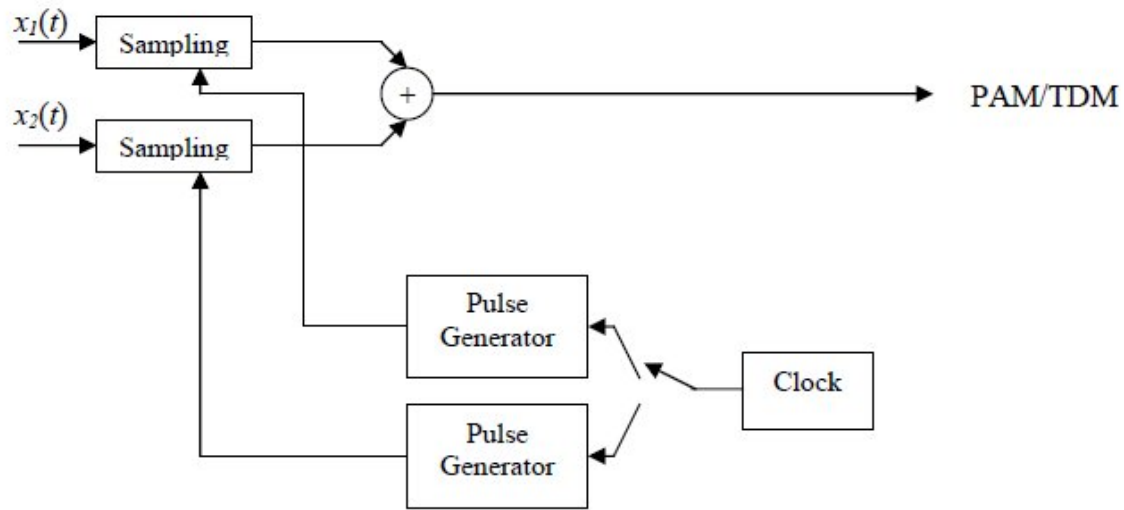 x1(t)
Sampling
+
PAM/TDM
x2(t)
Sampling
Pulse
Generator
Clock
Pulse
Generator